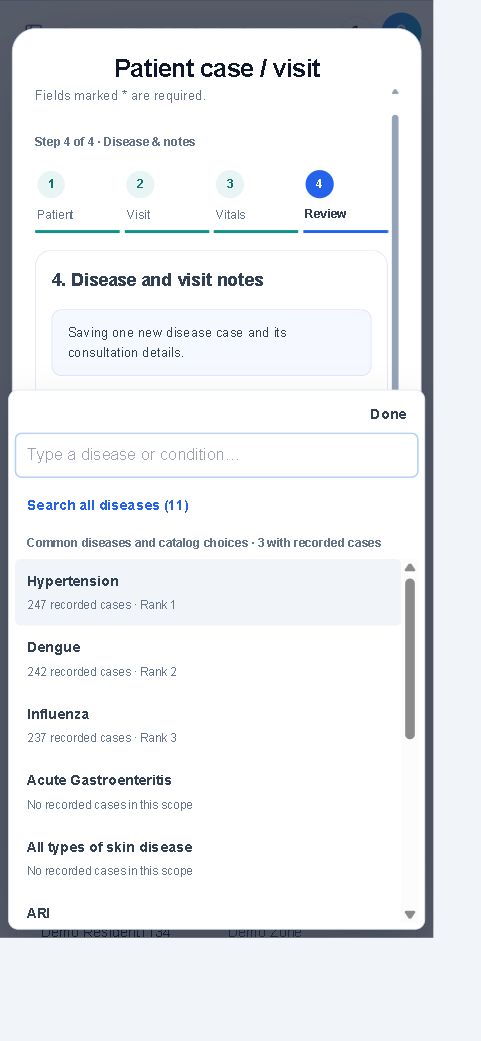 Patient case / visit
Fields marked * are required.
Step 4 of 4 · Disease & notes
1 2 3 4
Patient Visit Vitals Review
4. Disease and visit notes
Saving one new disease case and its
consultation details.
Done
Type a disease or condition...
Search all diseases (11)
Common diseases and catalog choices · 3 with recorded cases
Hypertension
247 recorded cases · Rank 1
Dengue
242 recorded cases · Rank 2
Influenza
237 recorded cases · Rank 3
Acute Gastroenteritis
No recorded cases in this scope
All types of skin disease
No recorded cases in this scope
ARI
Demo Resident 134 Demo Zone